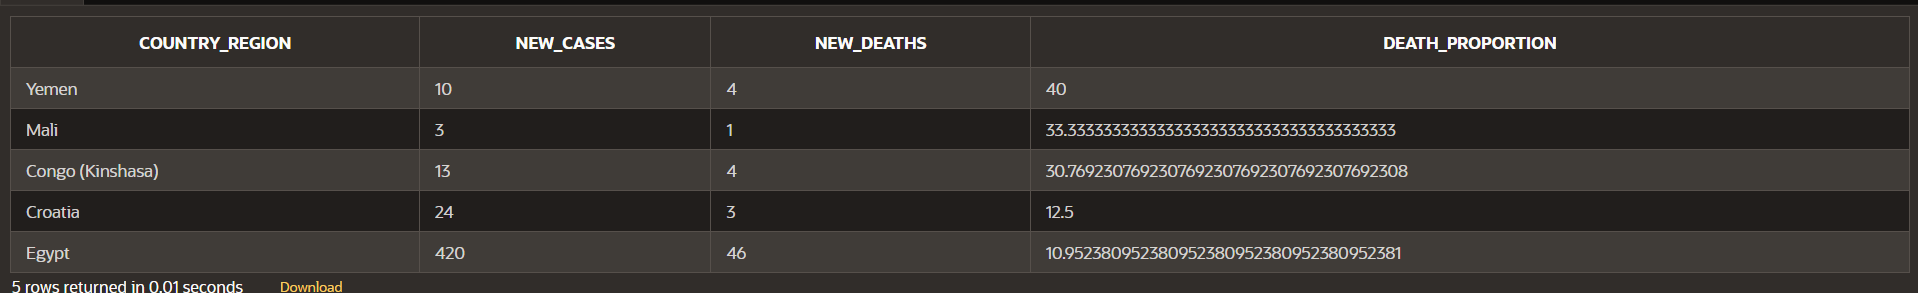 COUNTRY_REGION NEW_CASES NEW_DEATHS DEATH_PROPORTION
Yemen 10 4 40
Mali 3 1 33.33333333333333333333333333333333333333
Congo (Kinshasa) 13 4 30.7692307692307692307692307692307692308
Croatia 24 3 12.5
Egypt 420 46 10.95238095238095238095238095238095238095
5 rows returned in 0.01 seconds Download